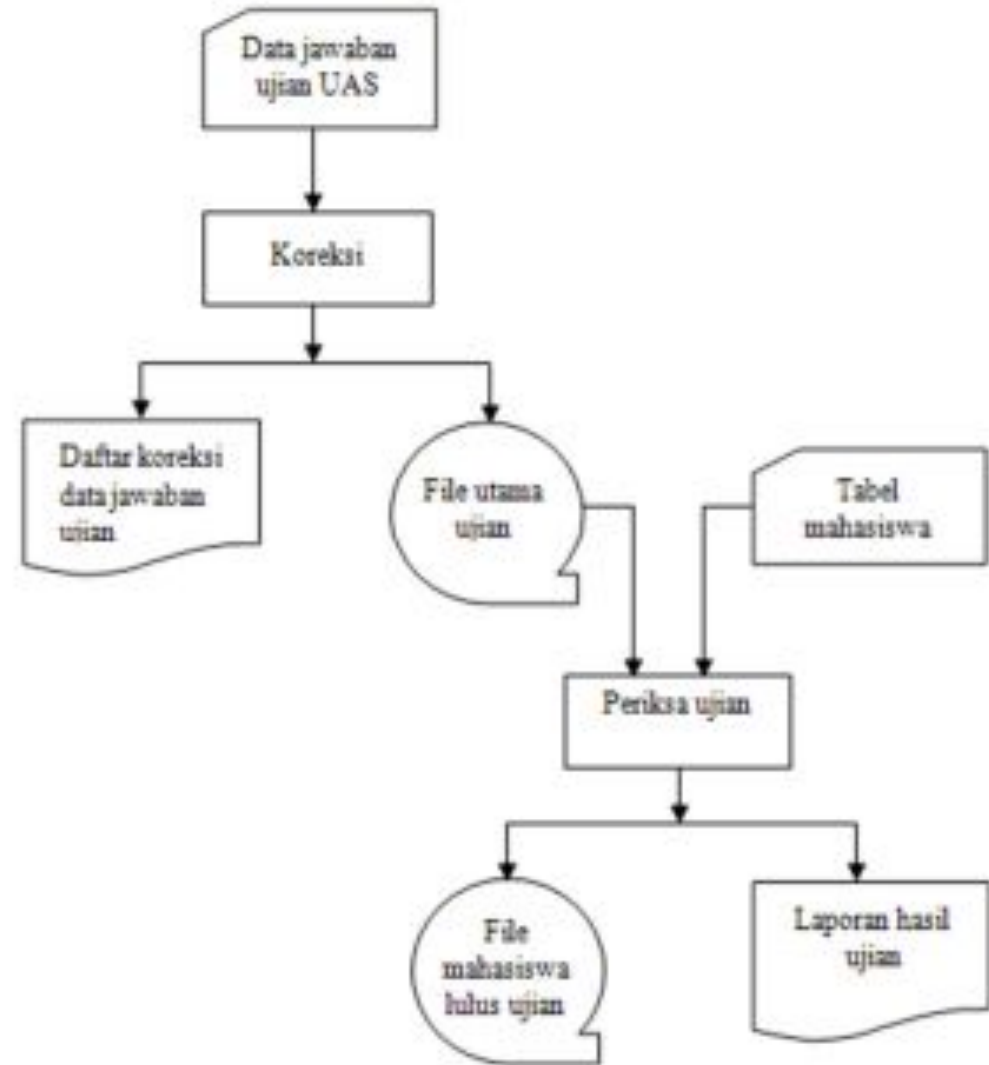 Data jawaban
ujian UAS
Koreksi
Daftar koreksi
data jawaban
ujian
File utama
ujian
Tabel
mahasiswa
Periksa ujian
File
mahasiswa
lulus ujian
Laporan hasil
ujian